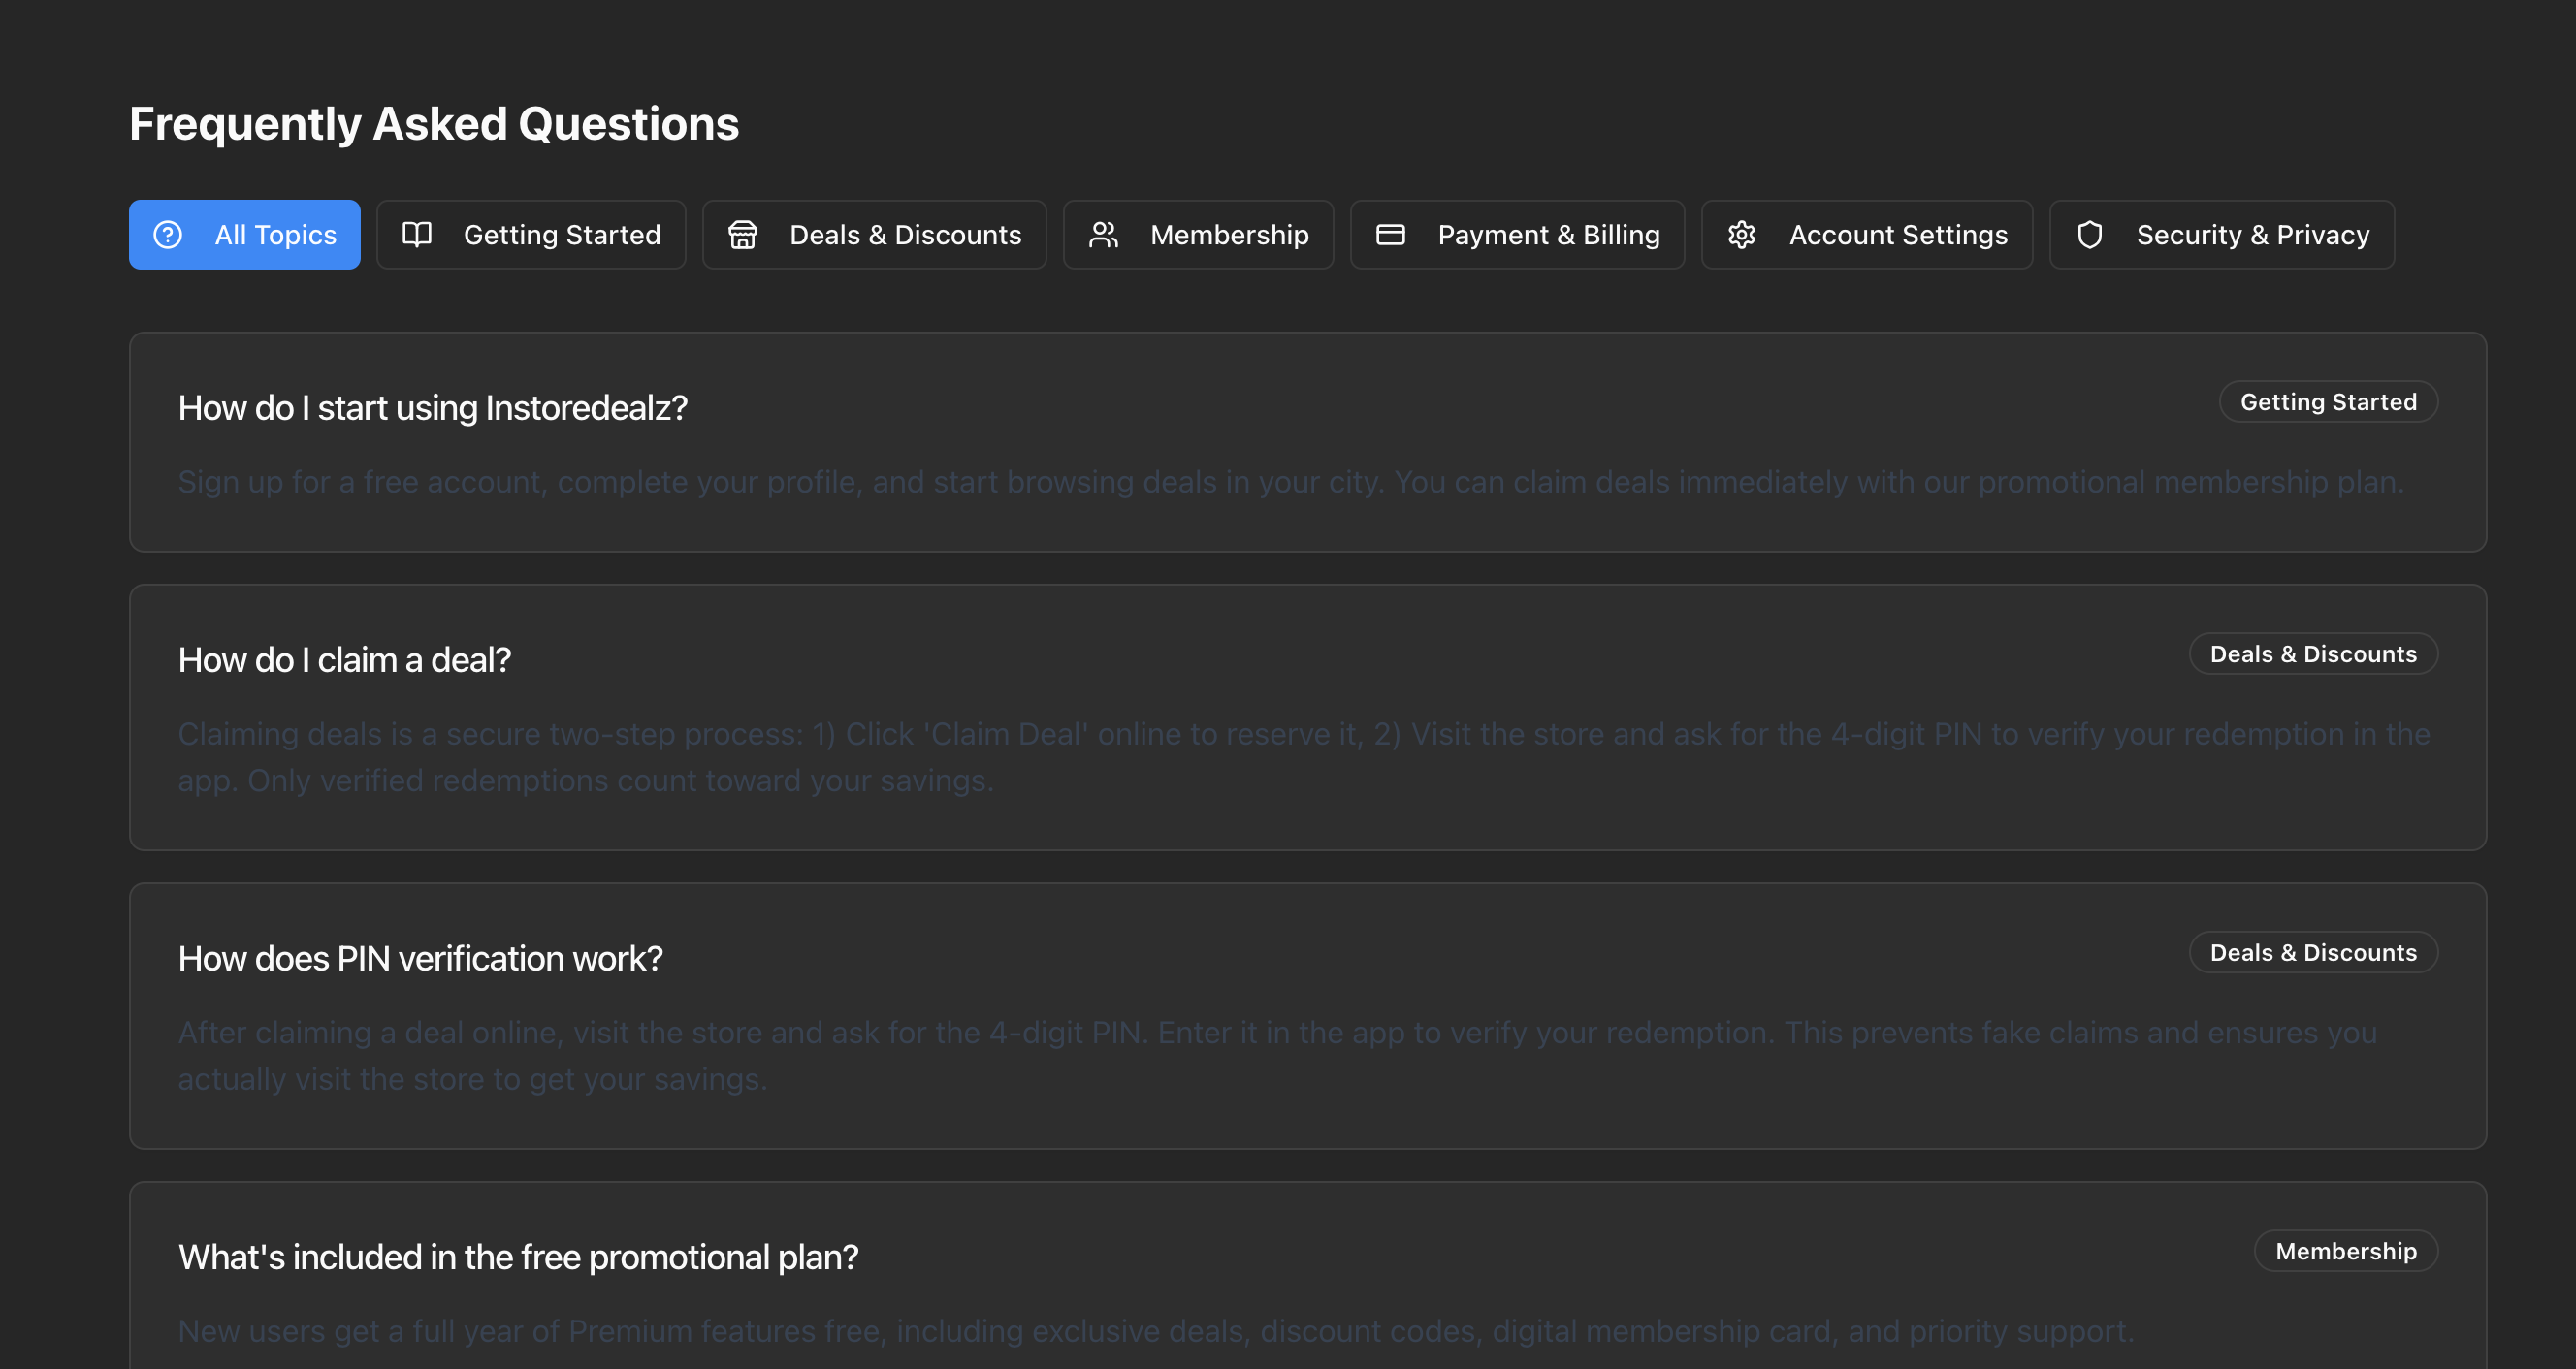 Frequently Asked Questions
All Topics
Getting Started
Deals & Discounts
Membership
Payment & Billing
Account Settings
Security & Privacy
How do I start using Instoredealz?
Getting Started
Sign up for a free account, complete your profile, and start browsing deals in your city. You can claim deals immediately with our promotional membership plan.
How do I claim a deal?
Deals & Discounts
Claiming deals is a secure two-step process: 1) Click 'Claim Deal' online to reserve it, 2) Visit the store and ask for the 4-digit PIN to verify your redemption in the
app. Only verified redemptions count toward your savings.
How does PIN verification work?
Deals & Discounts
After claiming a deal online, visit the store and ask for the 4-digit PIN. Enter it in the app to verify your redemption. This prevents fake claims and ensures you
actually visit the store to get your savings.
What's included in the free promotional plan?
Membership
New users get a full year of Premium features free, including exclusive deals, discount codes, digital membership card, and priority support.